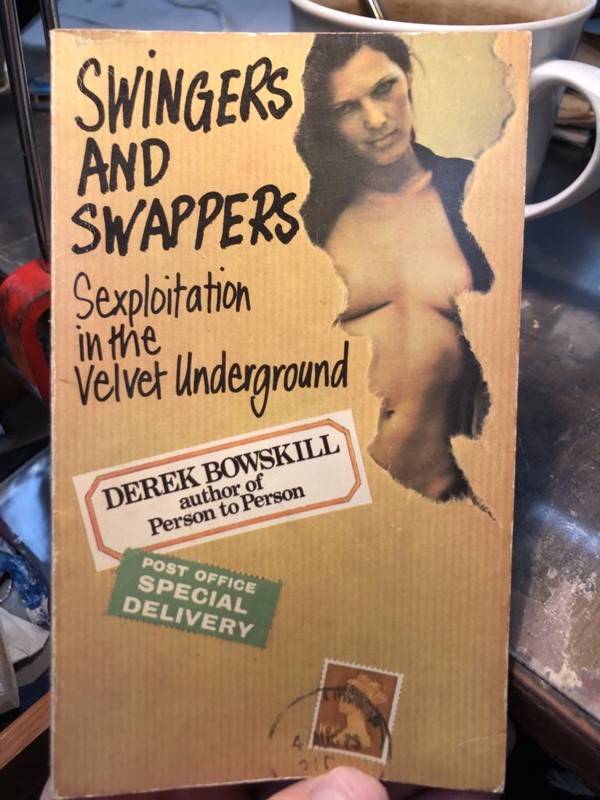 SWINGERS
AND
SWAPPERS
Sexploitation
in the
Velvet Underground
DEREK BOWSKILL
author of
Person to Person
POST OFFICE
SPECIAL
DELIVERY